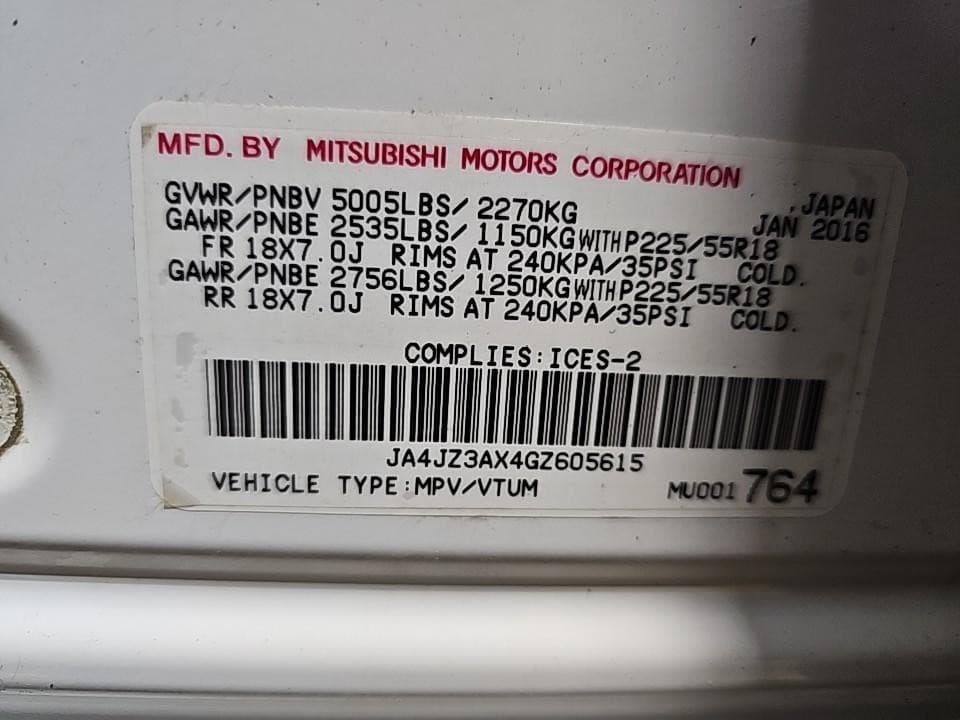 MFD. BY MITSUBISHI MOTORS CORPORATION
GVWR/PNBV 5005LBS/ 2270KG , JAPAN
GAWR/PNBE 2535LBS/ 1150KG WITH P225/55R18 JAN 2016
FR 18X7.0J RIMS AT 240KPA/35PSI COLD.
GAWR/PNBE 2756LBS/ 1250KG WITH P225/55R18
RR 18X7.0J RIMS AT 240KPA/35PSI COLD.
COMPLIES:ICES-2
JA4JZ3AX4GZ605615
VEHICLE TYPE:MPV/VTUM MU001 764